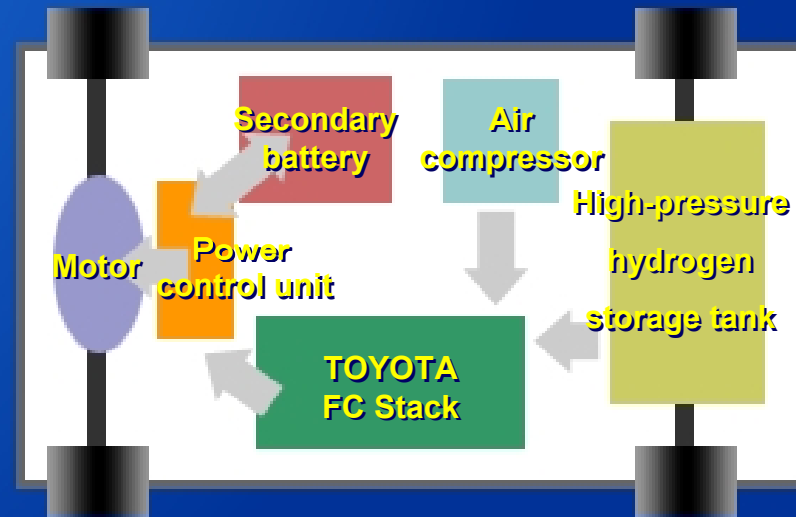 Secondary
battery
Air
compressor
High-pressure
hydrogen
storage tank
Motor
Power
control unit
TOYOTA
FC Stack